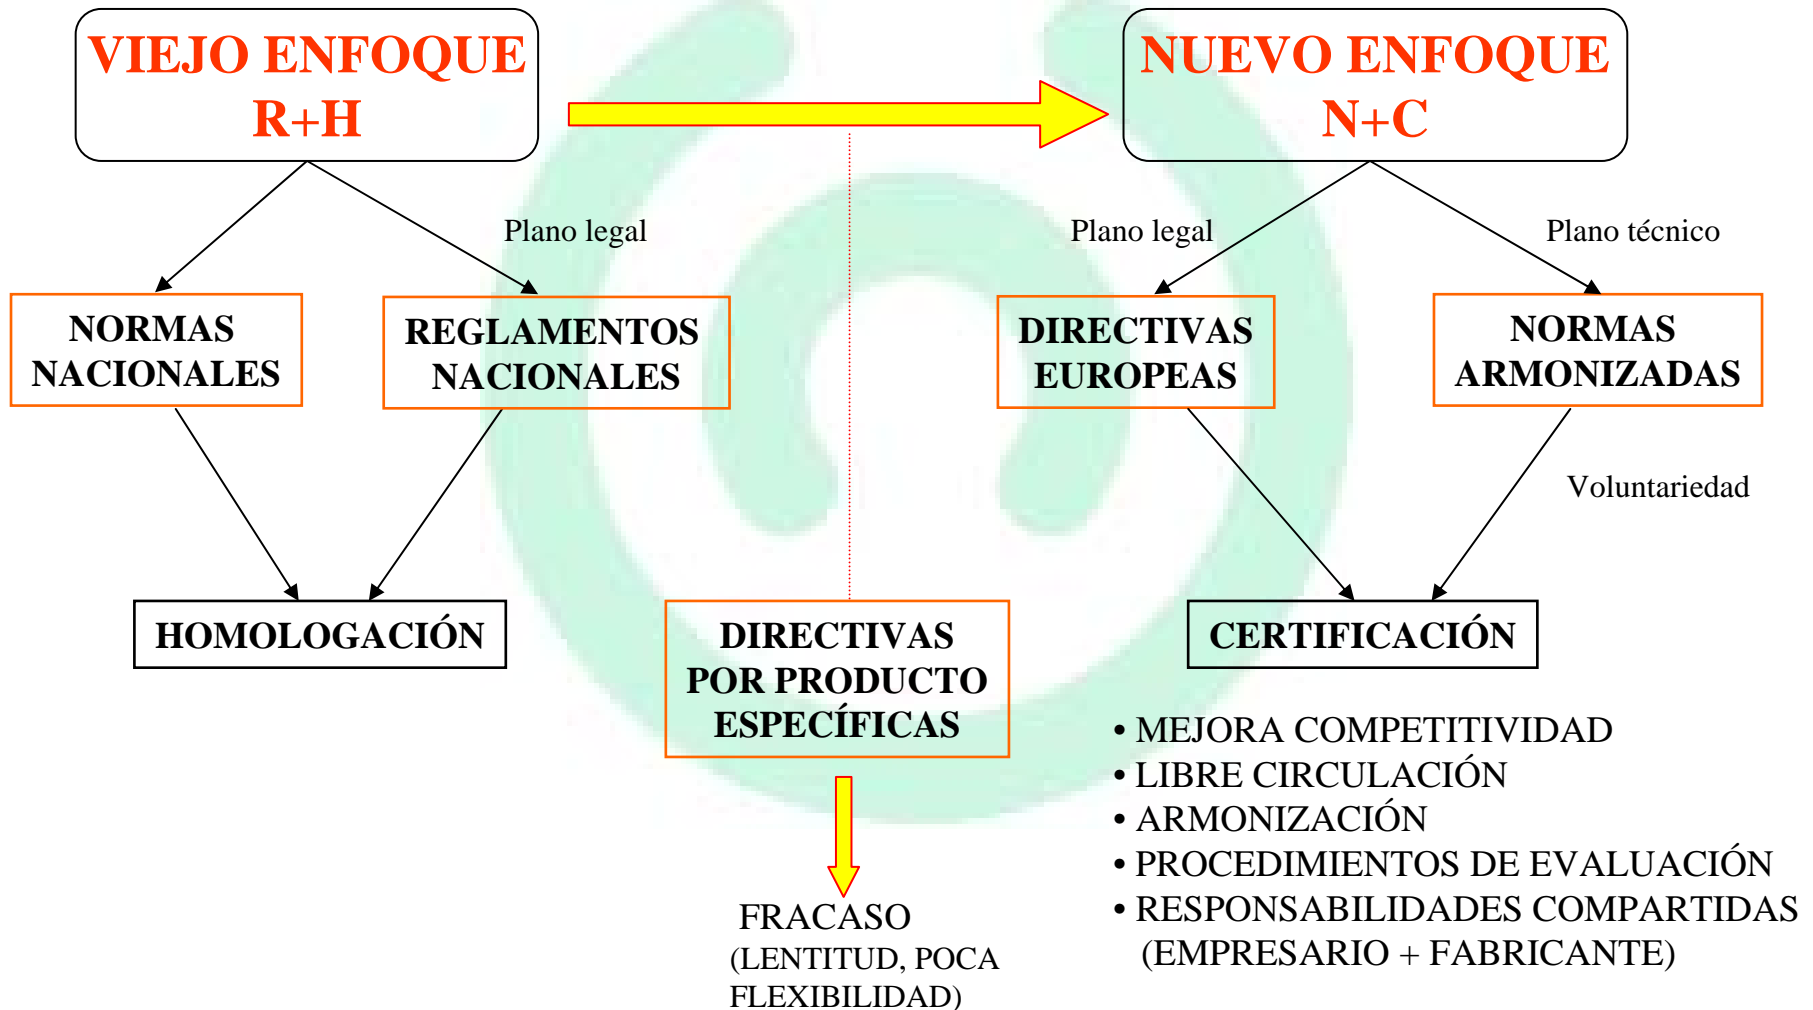 VIEJO ENFOQUE
R+H
NUEVO ENFOQUE
N+C
Plano legal
Plano legal
Plano técnico
NORMAS
NACIONALES
REGLAMENTOS
NACIONALES
DIRECTIVAS
EUROPEAS
NORMAS
ARMONIZADAS
Voluntariedad
HOMOLOGACIÓN
DIRECTIVAS
POR PRODUCTO
ESPECÍFICAS
CERTIFICACIÓN
• MEJORA COMPETITIVIDAD
• LIBRE CIRCULACIÓN
• ARMONIZACIÓN
• PROCEDIMIENTOS DE EVALUACIÓN
• RESPONSABILIDADES COMPARTIDAS
(EMPRESARIO + FABRICANTE)
FRACASO
(LENTITUD, POCA
FLEXIBILIDAD)